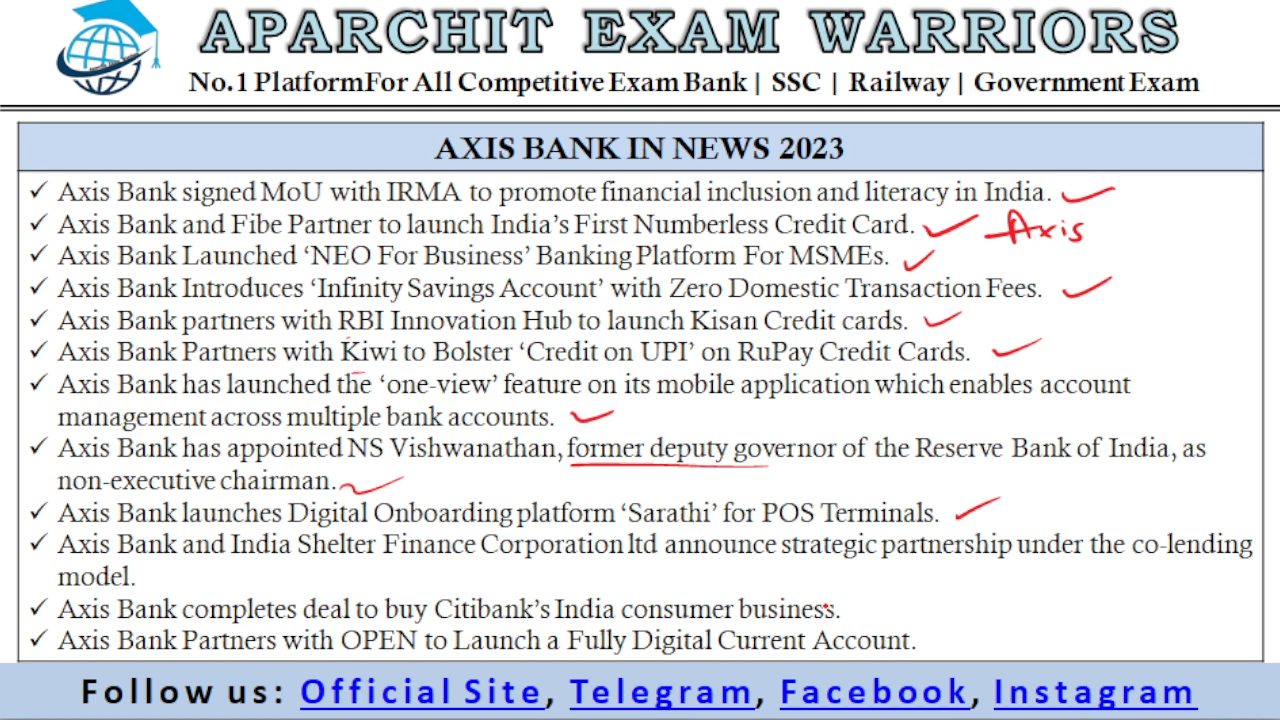 APARCHIT EXAM WARRIORS
No.1 PlatformFor All Competitive Exam Bank | SSC | Railway | Government Exam
AXIS BANK IN NEWS 2023
✓ Axis Bank signed MoU with IRMA to promote financial inclusion and literacy in India.
✓ Axis Bank and Fibe Partner to launch India's First Numberless Credit Card.
Axis
✓ Axis Bank Launched 'NEO For Business' Banking Platform For MSMEs.
✓ Axis Bank Introduces 'Infinity Savings Account' with Zero Domestic Transaction Fees.
✓ Axis Bank partners with RBI Innovation Hub to launch Kisan Credit cards.
✓ Axis Bank Partners with Kiwi to Bolster 'Credit on UPI' on RuPay Credit Cards.
✓ Axis Bank has launched the 'one-view' feature on its mobile application which enables account
management across multiple bank accounts.
✓ Axis Bank has appointed NS Vishwanathan, former deputy governor of the Reserve Bank of India, as
non-executive chairman.
✓ Axis Bank launches Digital Onboarding platform 'Sarathi' for POS Terminals.
✓ Axis Bank and India Shelter Finance Corporation ltd announce strategic partnership under the co-lending
model.
✓ Axis Bank completes deal to buy Citibank's India consumer business.
✓ Axis Bank Partners with OPEN to Launch a Fully Digital Current Account.
Follow us: Official Site, Telegram, Facebook, Instagram